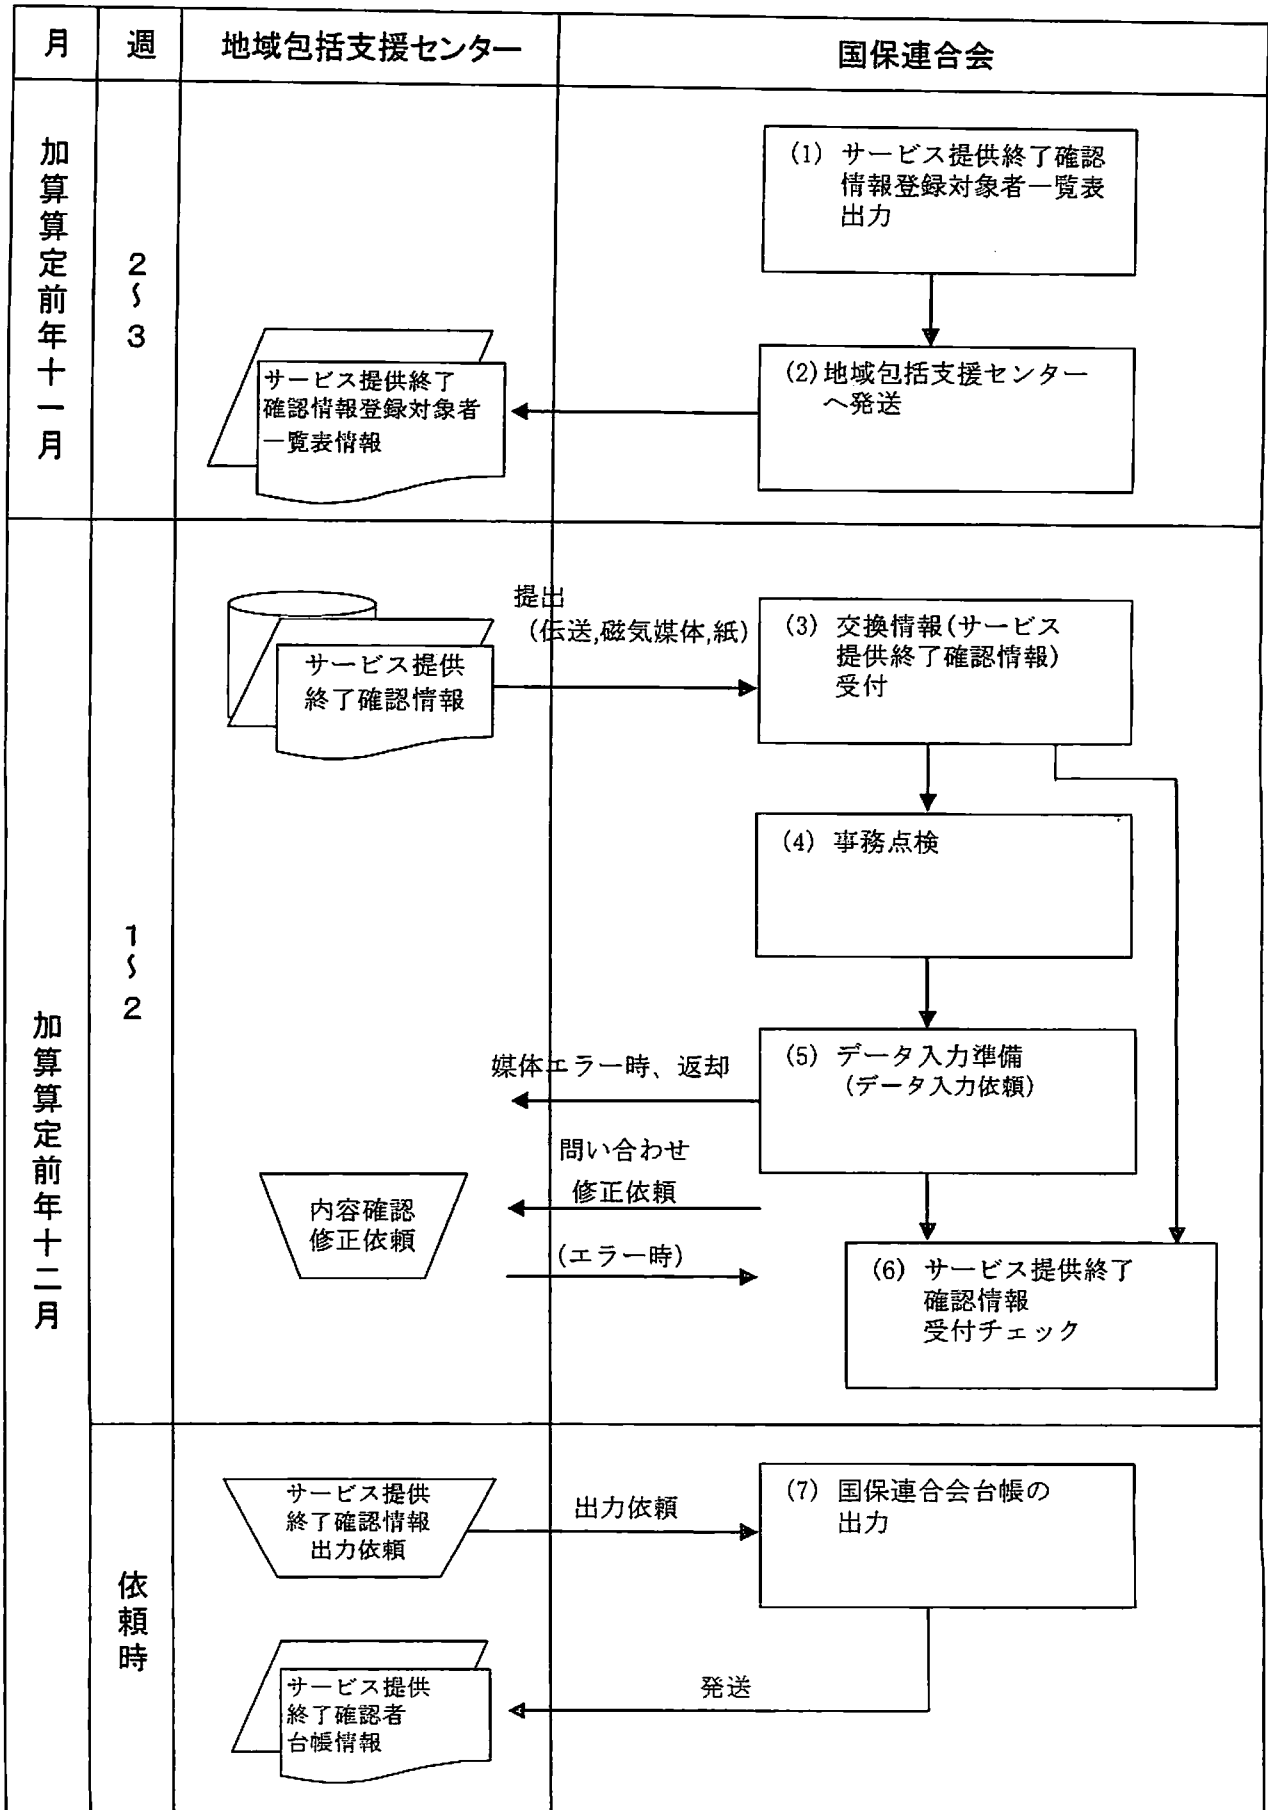 月
週
地域包括支援センター
国保連合会
加算算定前年十一月
2〜3
(1) サービス提供終了確認
情報登録対象者一覧表
出力
(2)地域包括支援センター
へ発送
サービス提供終了
確認情報登録対象者
一覧表情報
加算算定前年十二月
1〜2
サービス提供
終了確認情報
提出
(伝送,磁気媒体,紙)
(3) 交換情報(サービス
提供終了確認情報)
受付
(4) 事務点検
(5) データ入力準備
(データ入力依頼)
媒体エラー時、返却
問い合わせ
修正依頼
(エラー時)
内容確認
修正依頼
(6) サービス提供終了
確認情報
受付チェック
依頼時
サービス提供
終了確認情報
出力依頼
出力依頼
(7) 国保連合会台帳の
出力
発送
サービス提供
終了確認者
台帳情報